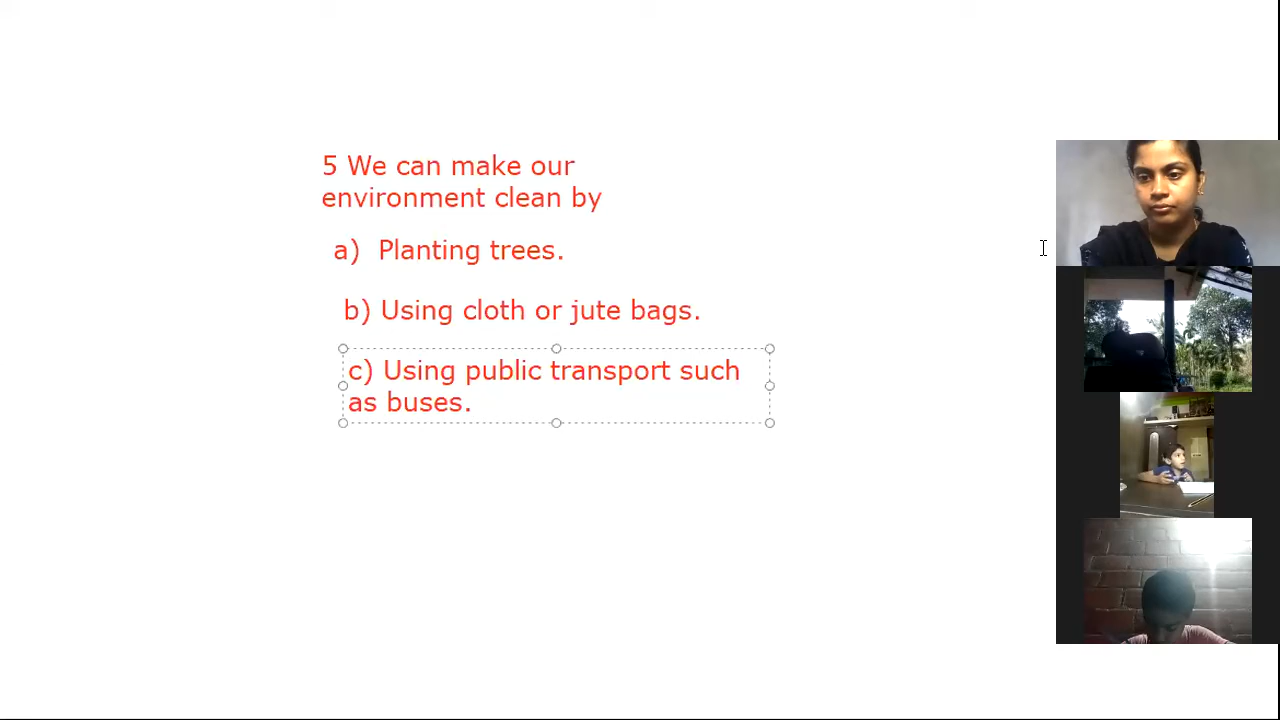 5 We can make our
environment clean by
a) Planting trees.
b) Using cloth or jute bags.
c) Using public transport such
as buses.